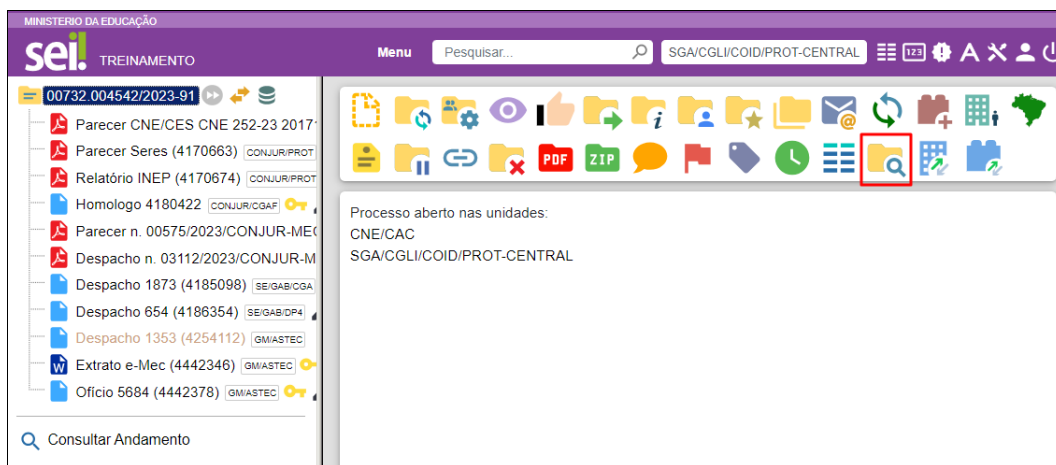 MINISTERIO DA EDUCAÇÃO
sei! TREINAMENTO
Menu
Pesquisar...
SGA/CGLI/COID/PROT-CENTRAL
123
A
00732.004542/2023-91
Parecer CNE/CES CNE 252-23 2017
Parecer Seres (4170663) CONJUR/PROT
Relatório INEP (4170674) CONJUR/PROT
Homologo 4180422 CONJUR/CGAF
Parecer n. 00575/2023/CONJUR-ME
Despacho n. 03112/2023/CONJUR-M
Despacho 1873 (4185098) SE/GAB/CGA
Despacho 654 (4186354) SE/GAB/DP4
Despacho 1353 (4254112) GM/ASTEC
W Extrato e-Mec (4442346) GM/ASTEC
Ofício 5684 (4442378) GM/ASTEC
Consultar Andamento
i
@
PDF
ZIP
Processo aberto nas unidades:
CNE/CAC
SGA/CGLI/COID/PROT-CENTRAL